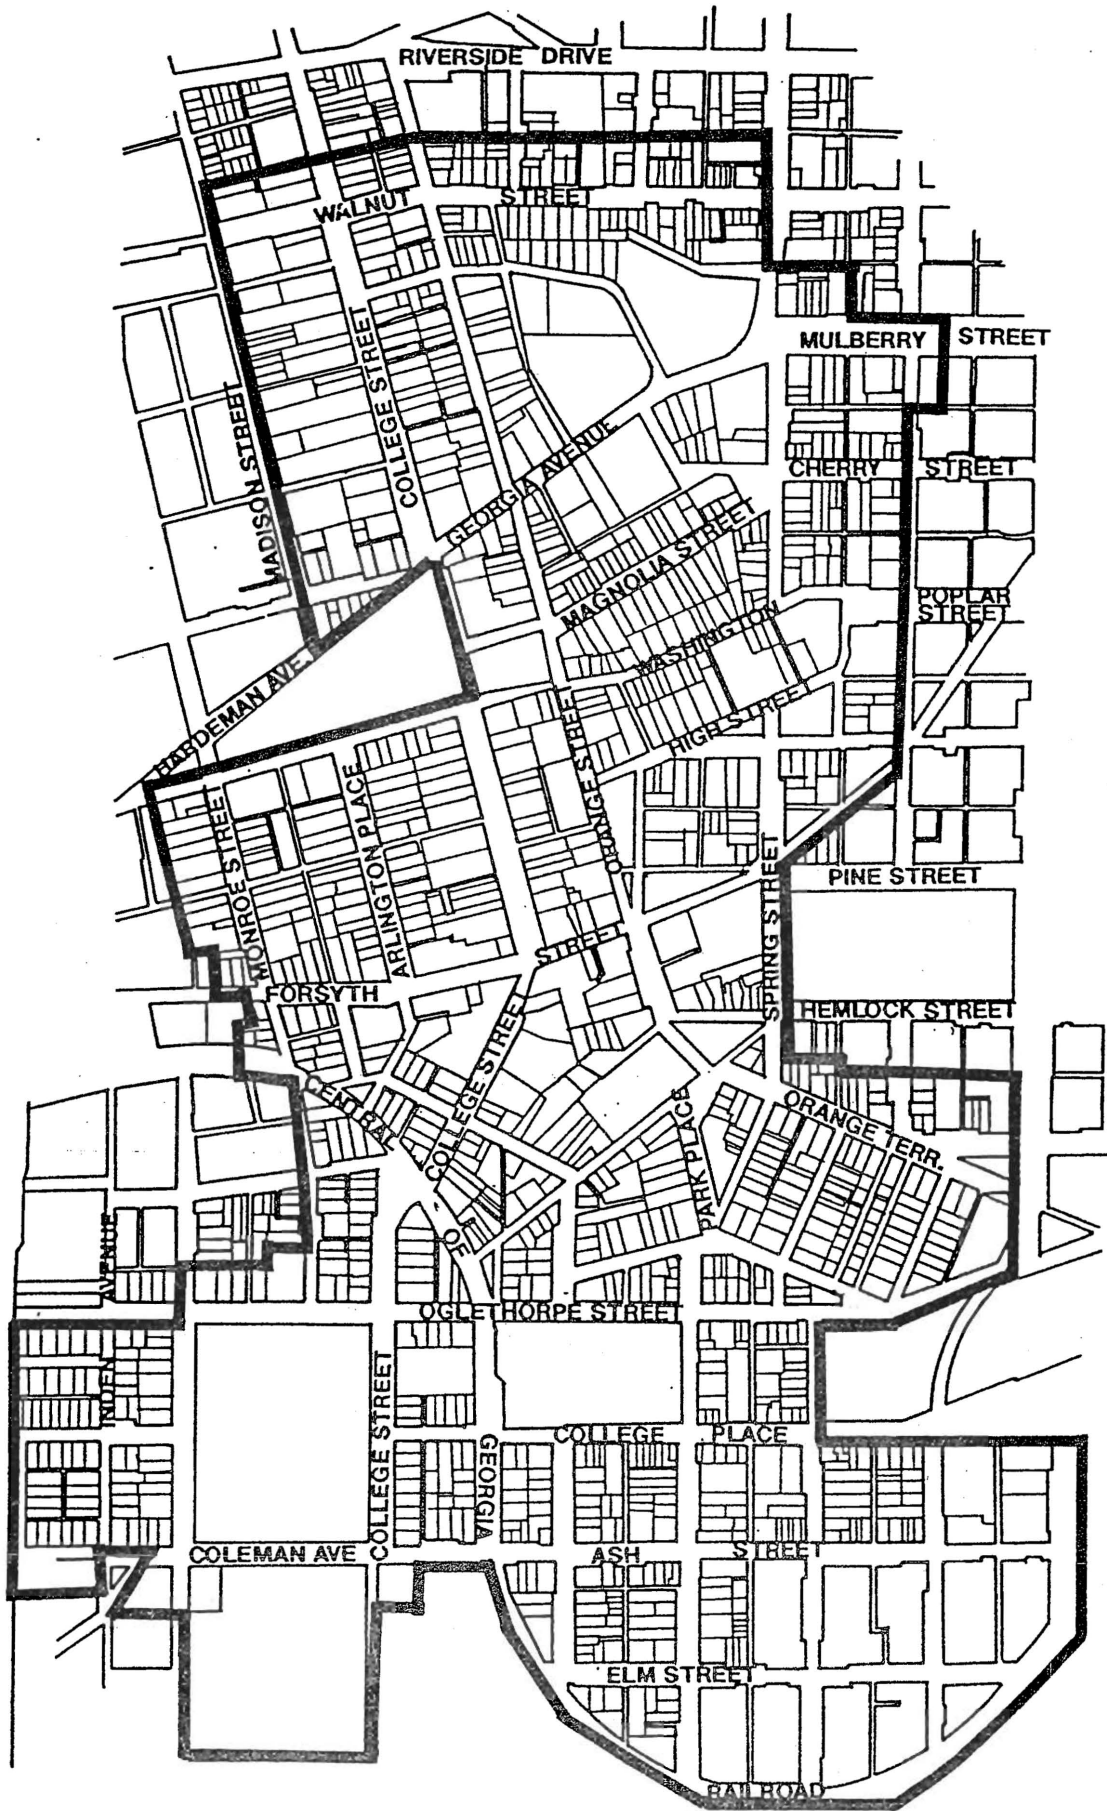 RIVERSIDE DRIVE
WALNUT STREET
MULBERRY STREET
COLLEGE STREET
MADISON STREET
GEORGIA AVENUE
CHERRY STREET
MAGNOLIA STREET
POPLAR
STREET
WASHINGTON
HARDEMAN AVE.
HIGH STREET
ORANGE STREET
ARLINGTON PLACE
MONROE STREET
PINE STREET
SPRING STREET
FORSYTH STREET
HEMLOCK STREET
COLLEGE STREET
CENTRAL
OF
GEORGIA
PARK PLACE
ORANGE TERR.
AVENUE
OGLETHORPE STREET
COLLEGE STREET
COLLEGE PLACE
COLEMAN AVE
ASH STREET
ELM STREET
RAILROAD